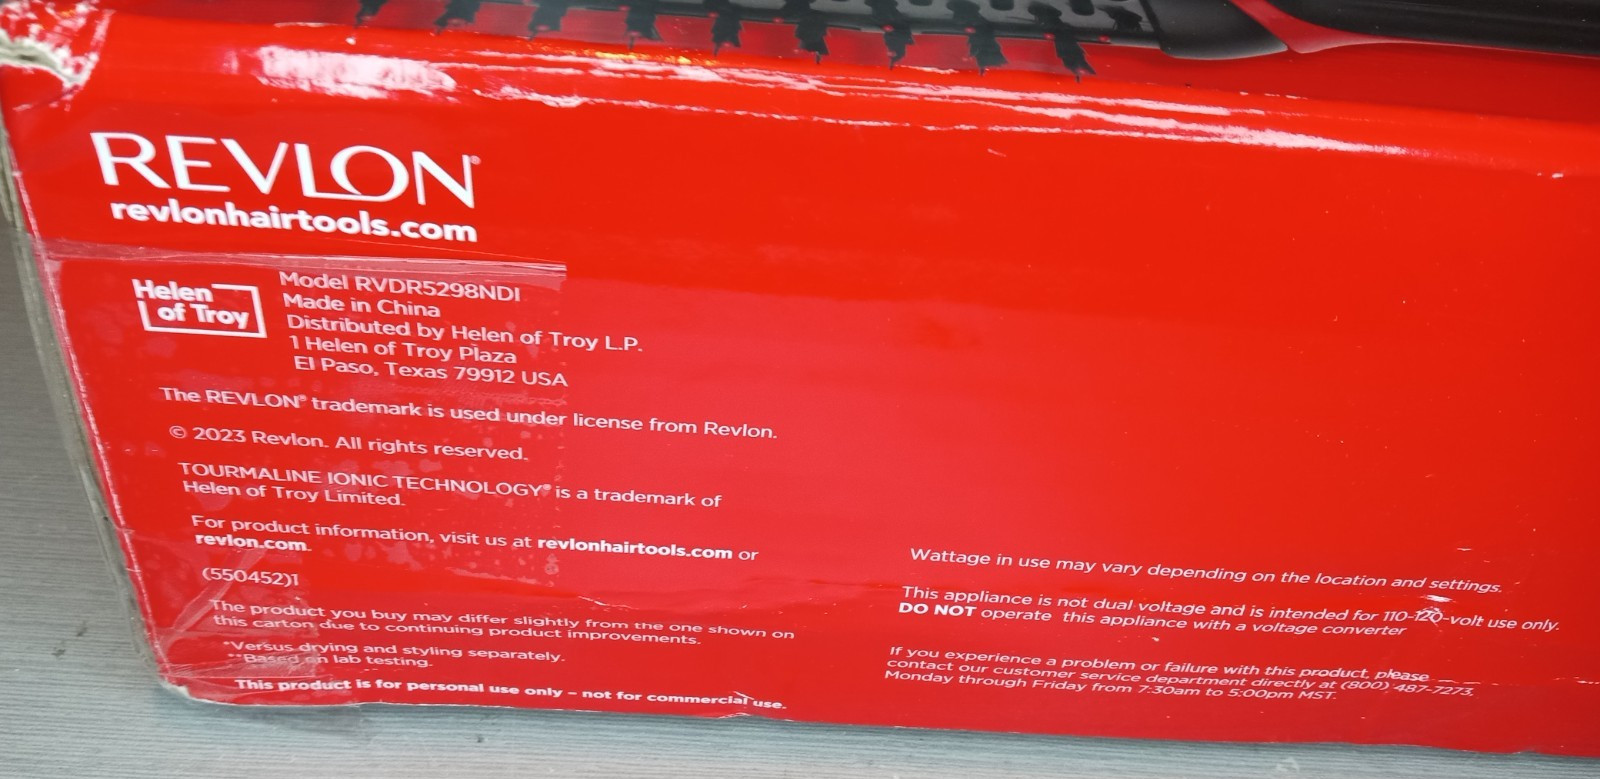 REVLON®
revlonhairtools.com
Helen
of Troy
Model RVDR5298NDI
Made in China
Distributed by Helen of Troy L.P.
1 Helen of Troy Plaza
El Paso, Texas 79912 USA
The REVLON® trademark is used under license from Revlon.
© 2023 Revlon. All rights reserved.
TOURMALINE IONIC TECHNOLOGY® is a trademark of
Helen of Troy Limited.
For product information, visit us at revlonhairtools.com or
revlon.com.
(550452)1
The product you buy may differ slightly from the one shown on
this carton due to continuing product improvements.
*Versus drying and styling separately.
**Based on lab testing.
This product is for personal use only – not for commercial use.
Wattage in use may vary depending on the location and settings.
This appliance is not dual voltage and is intended for 110-120-volt use only.
DO NOT operate this appliance with a voltage converter
If you experience a problem or failure with this product, please
contact our customer service department directly at (800) 487-7273,
Monday through Friday from 7:30am to 5:00pm MST.